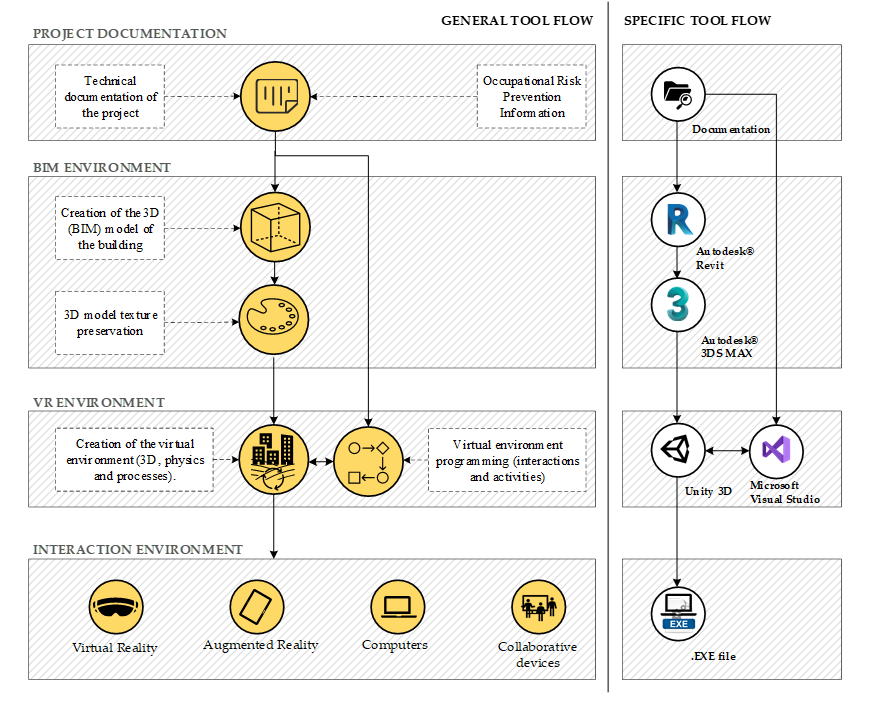 GENERAL TOOL FLOW
SPECIFIC TOOL FLOW
PROJECT DOCUMENTATION
Technical
documentation of
the project
Occupational Risk
Prevention
Information
Documentation
BIM ENVIRONMENT
Creation of the 3D
(BIM) model of
the building
R
Autodesk®
Revit
3D model texture
preservation
3
Autodesk®
3DS MAX
VR ENVIRONMENT
Creation of the virtual
environment (3D, physics
and processes).
Virtual environment
programming (interactions
and activities)
Unity 3D
Microsoft
Visual Studio
INTERACTION ENVIRONMENT
Virtual Reality
Augmented Reality
Computers
Collaborative
devices
EXE
.EXE file